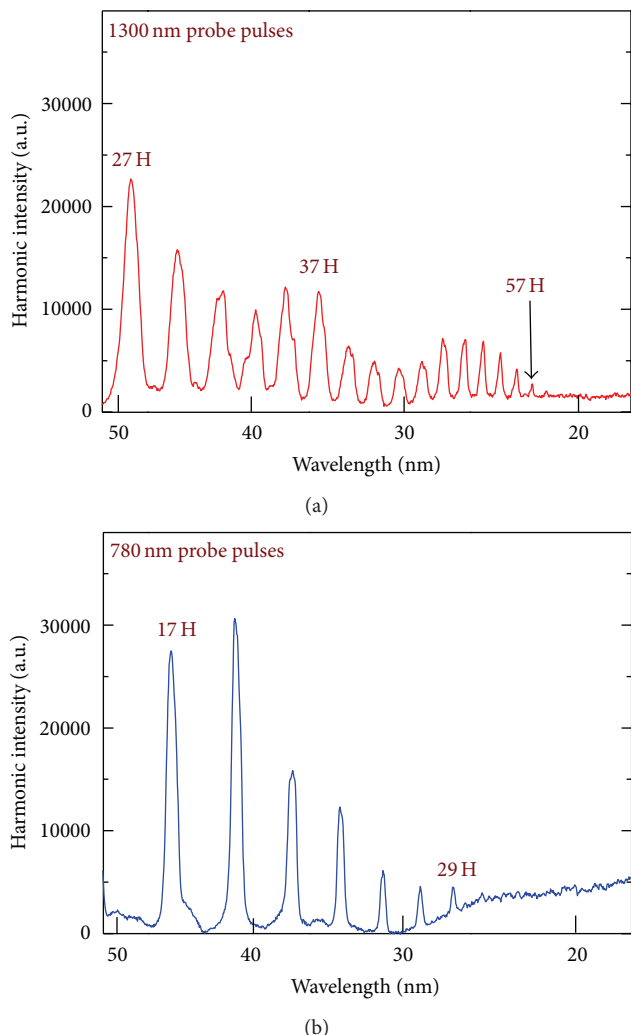 1300 nm probe pulses
Harmonic intensity (a.u.)
30000
20000
10000
0
27 H
37 H
57 H
50
40
30
20
Wavelength (nm)
(a)
780 nm probe pulses
Harmonic intensity (a.u.)
30000
20000
10000
0
17 H
29 H
50
40
30
20
Wavelength (nm)
(b)